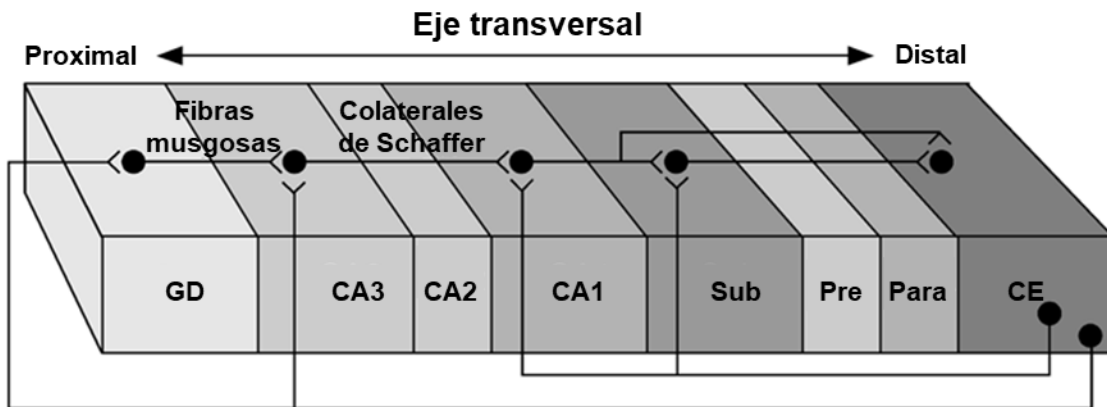 Eje transversal
Proximal
Distal
Fibras
musgosas
Colaterales
de Schaffer
GD
CA3
CA2
CA1
Sub
Pre
Para
CE